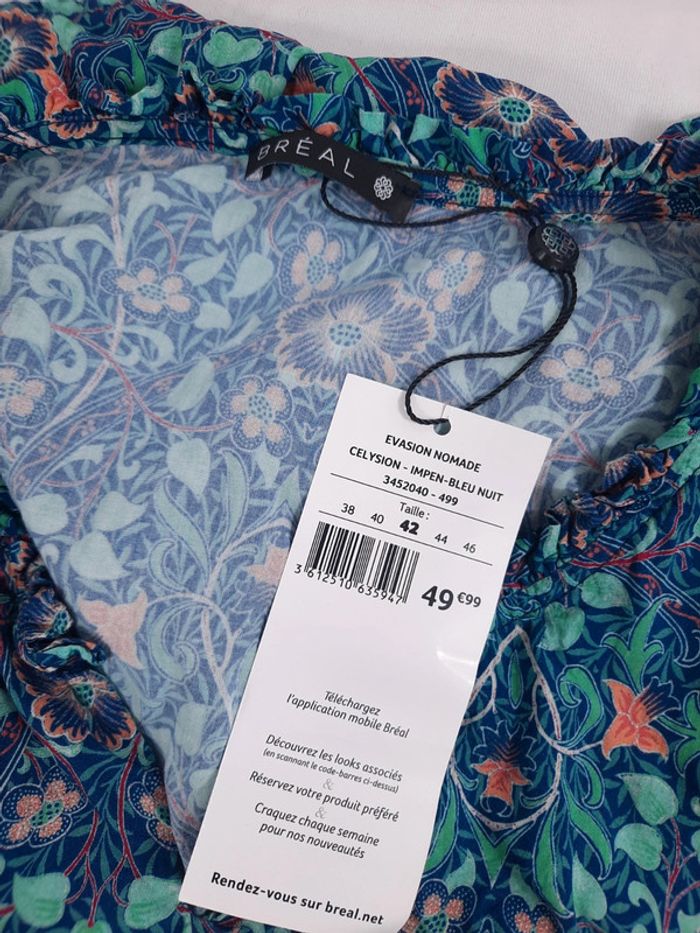 BRÉAL
EVASION NOMADE
CELYSION - IMPEN-BLEU NUIT
3452040 - 499
Taille :
38 40 42 44 46
3 612510 635947
49 €99
Téléchargez
l'application mobile Bréal
Découvrez les looks associés
(en scannant le code-barres ci-dessus)
&
Réservez votre produit préféré
&
Craquez chaque semaine
pour nos nouveautés
Rendez-vous sur breal.net